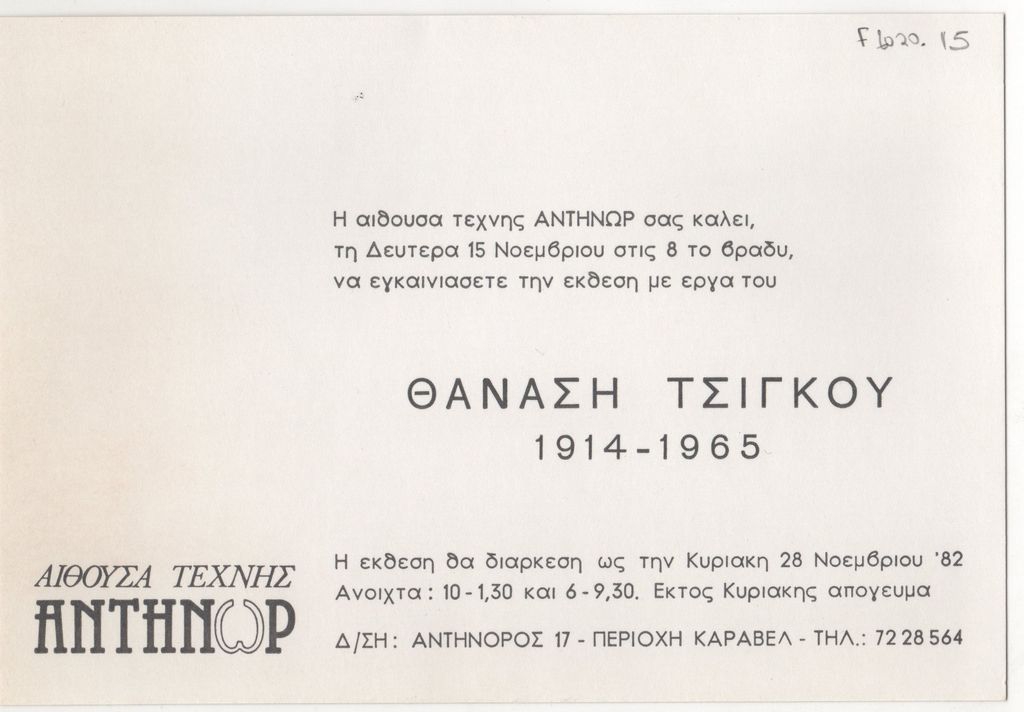 F 1020. 15
Η αιθουσα τεχνης ΑΝΤΗΝΩΡ σας καλει,
τη Δευτερα 15 Νοεμβριου στις 8 το βραδυ,
να εγκαινιασετε την εκθεση με εργα του
ΘΑΝΑΣΗ ΤΣΙΓΚΟΥ
1914-1965
Η εκθεση θα διαρκεση ως την Κυριακη 28 Νοεμβριου '82
Ανοιχτα : 10 - 1,30 και 6 - 9,30. Εκτος Κυριακης απογευμα
Δ/ΣΗ : ΑΝΤΗΝΟΡΟΣ 17 - ΠΕΡΙΟΧΗ ΚΑΡΑΒΕΛ - ΤΗΛ.: 72 28 564
ΑΙΘΟΥΣΑ ΤΕΧΝΗΣ
ΑΝΤΗΝΩΡ